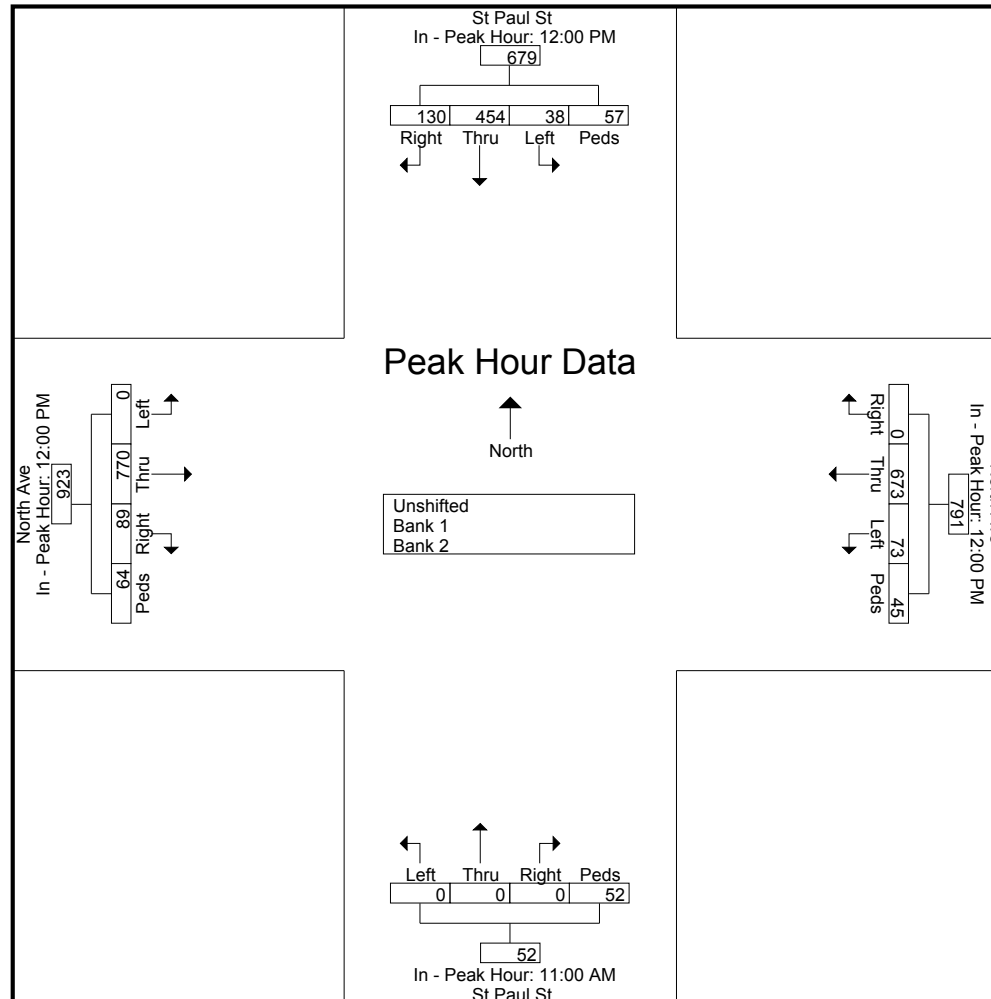 St Paul St
In - Peak Hour: 12:00 PM
679
130 454 38 57
Right Thru Left Peds
Peak Hour Data
North
Unshifted
Bank 1
Bank 2
North Ave
In - Peak Hour: 12:00 PM
923
0 770 89 64
Left Thru Right Peds
In - Peak Hour: 12:00 PM
791
0 673 73 45
Right Thru Left Peds
Left Thru Right Peds
0 0 0 52
52
In - Peak Hour: 11:00 AM
St Paul St